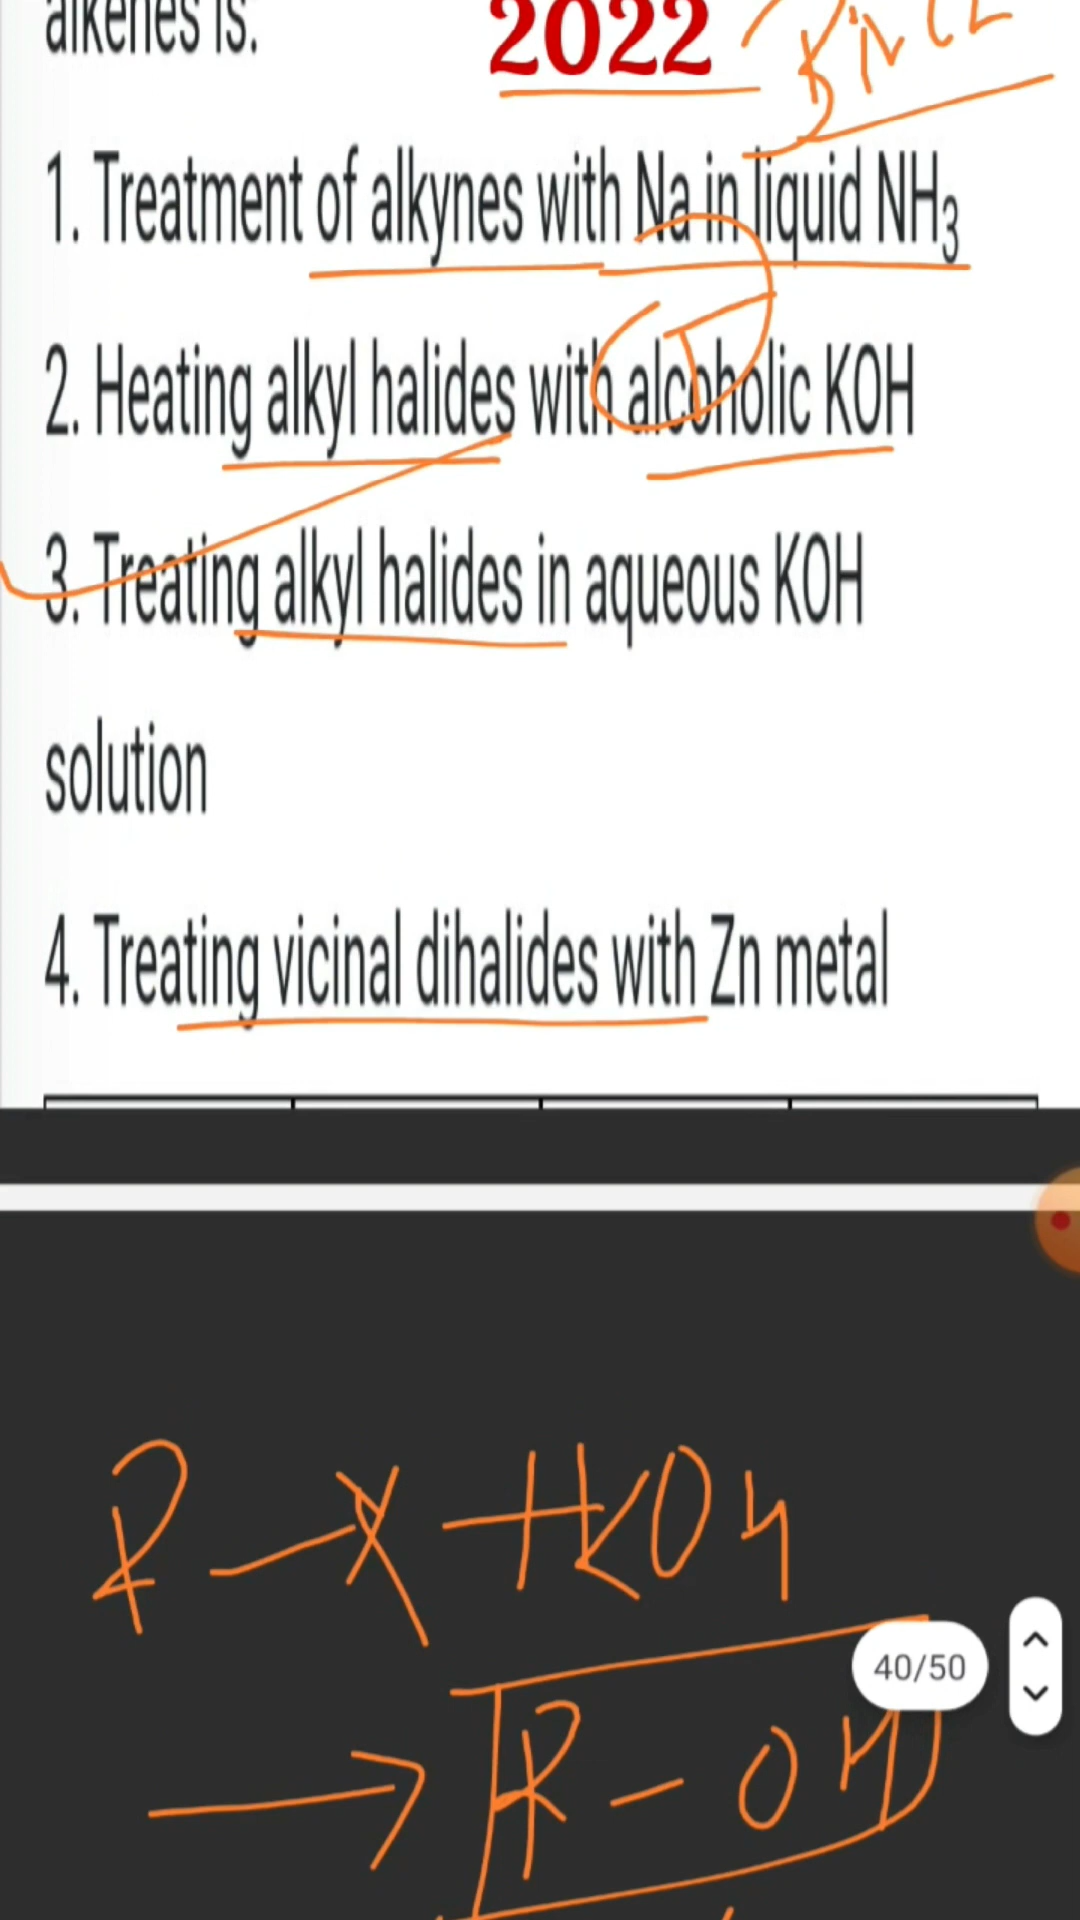 alkenes is: 2022
1. Treatment of alkynes with Na in liquid NH₃
2. Heating alkyl halides with alcoholic KOH
3. Treating alkyl halides in aqueous KOH
solution
4. Treating vicinal dihalides with Zn metal
R-X+KOH
40/50
→ R-OH